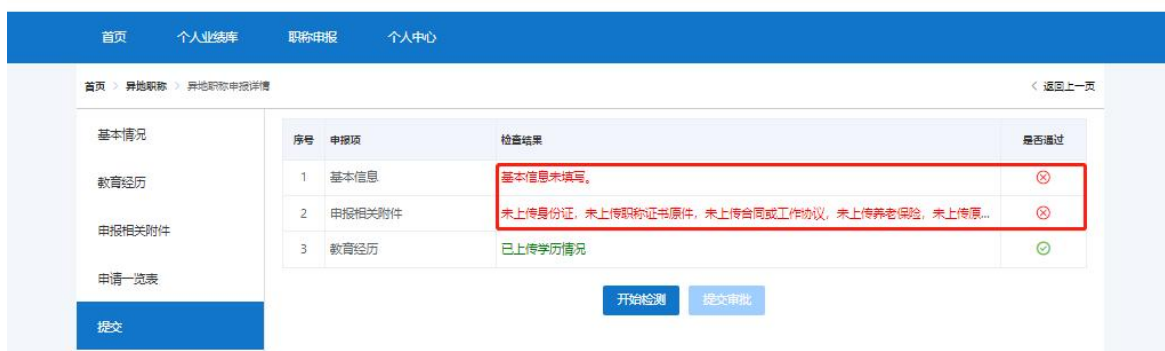 首页 个人业绩库 职称申报 个人中心
首页 > 异地职称 > 异地职称申报详情 < 返回上一页
基本情况
教育经历
申报相关附件
申请一览表
提交
序号 申报项 检查结果 是否通过
1 基本信息 基本信息未填写。
2 申报相关附件 未上传身份证，未上传职称证书原件，未上传合同或工作协议，未上传养老保险，未上传原...
3 教育经历 已上传学历情况
开始检测 提交审批